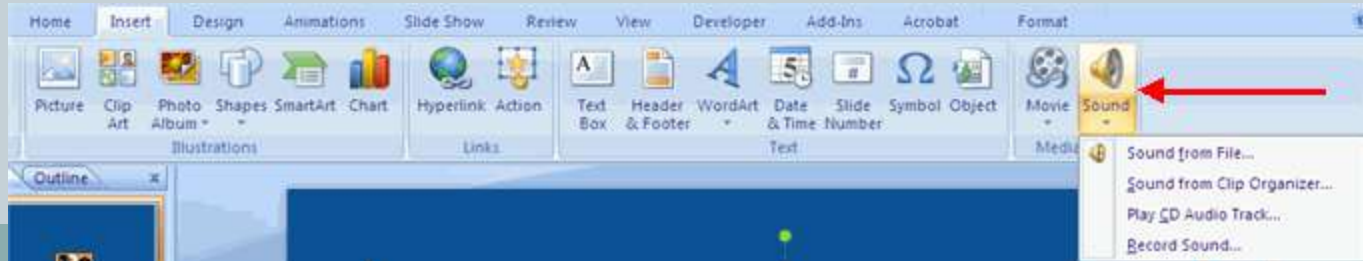 Home Insert Design Animations Slide Show Review View Developer Add-Ins Acrobat Format
Picture Clip Art Photo Album Shapes SmartArt Chart Hyperlink Action Text Box Header & Footer WordArt Date & Time Slide Number Symbol Object Movie Sound
Illustrations Links Text Media
Outline x
Sound from File...
Sound from Clip Organizer...
Play CD Audio Track...
Record Sound...